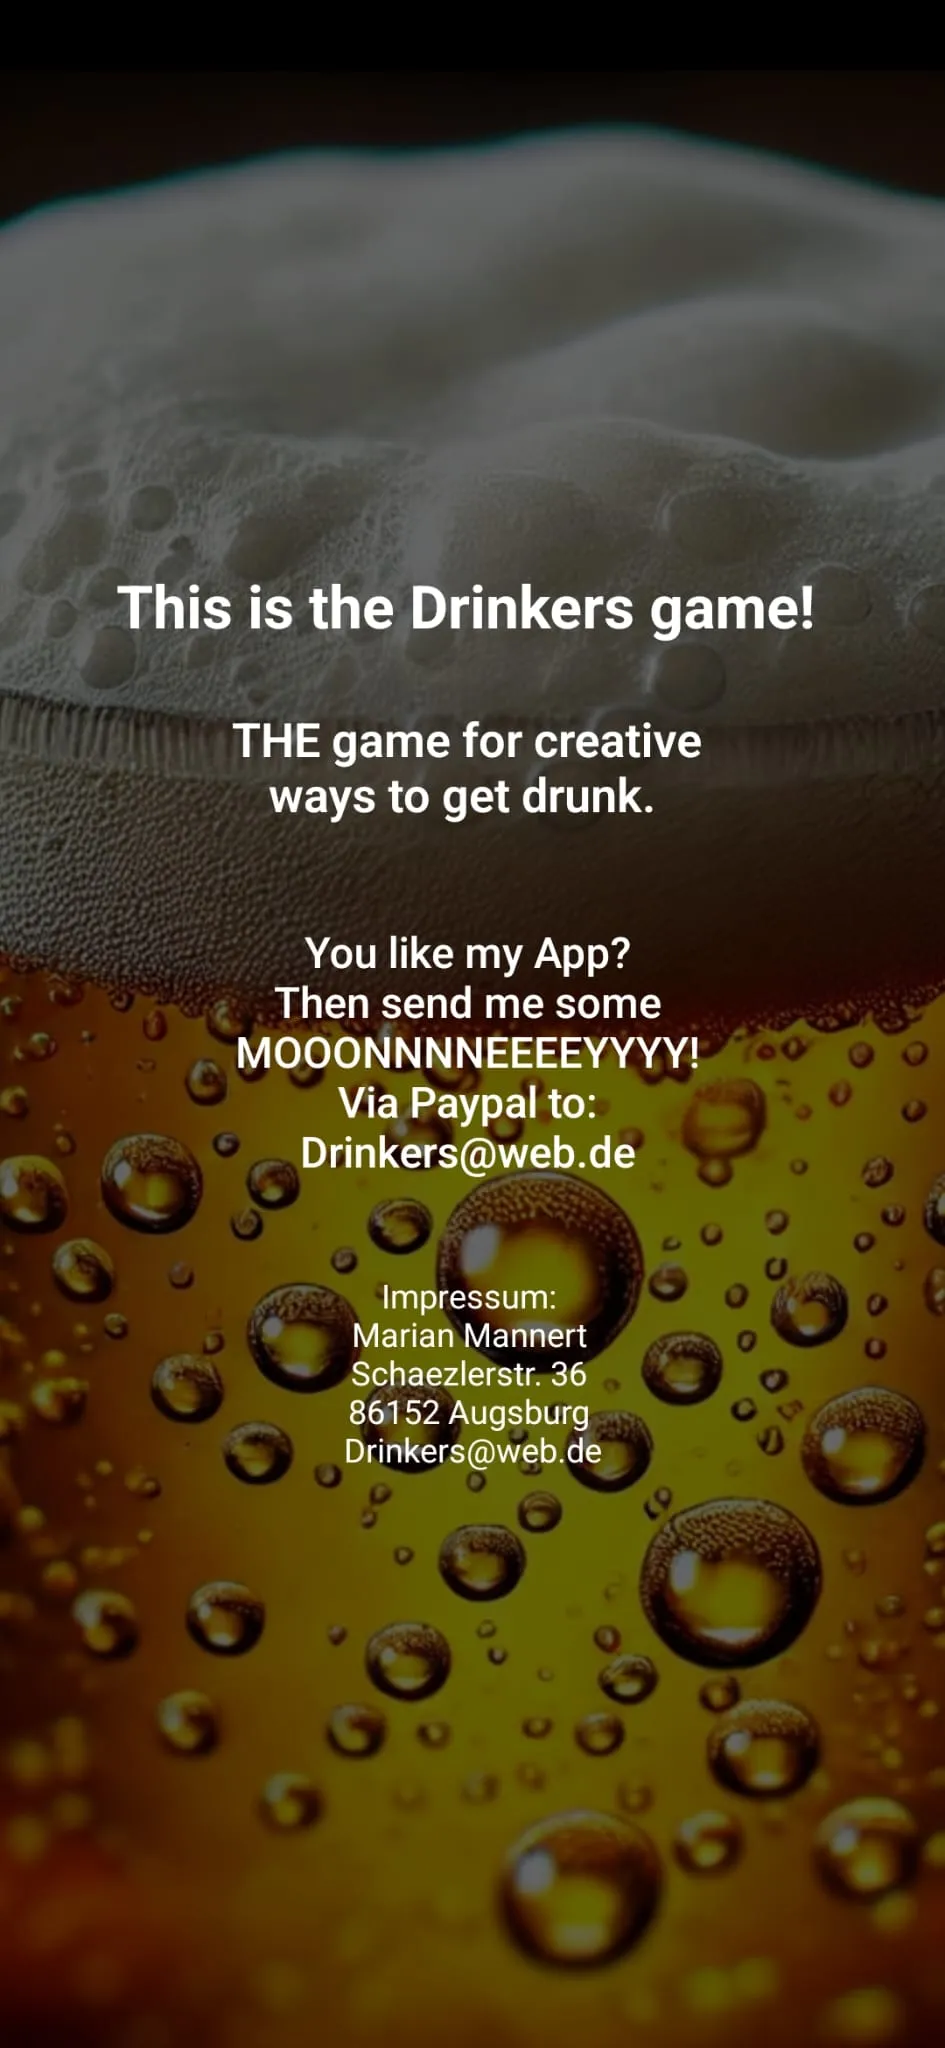 This is the Drinkers game!
THE game for creative
ways to get drunk.
You like my App?
Then send me some
MOOONNNNEEEEYYYY!
Via Paypal to:
Drinkers@web.de
Impressum:
Marian Mannert
Schaezlerstr. 36
86152 Augsburg
Drinkers@web.de